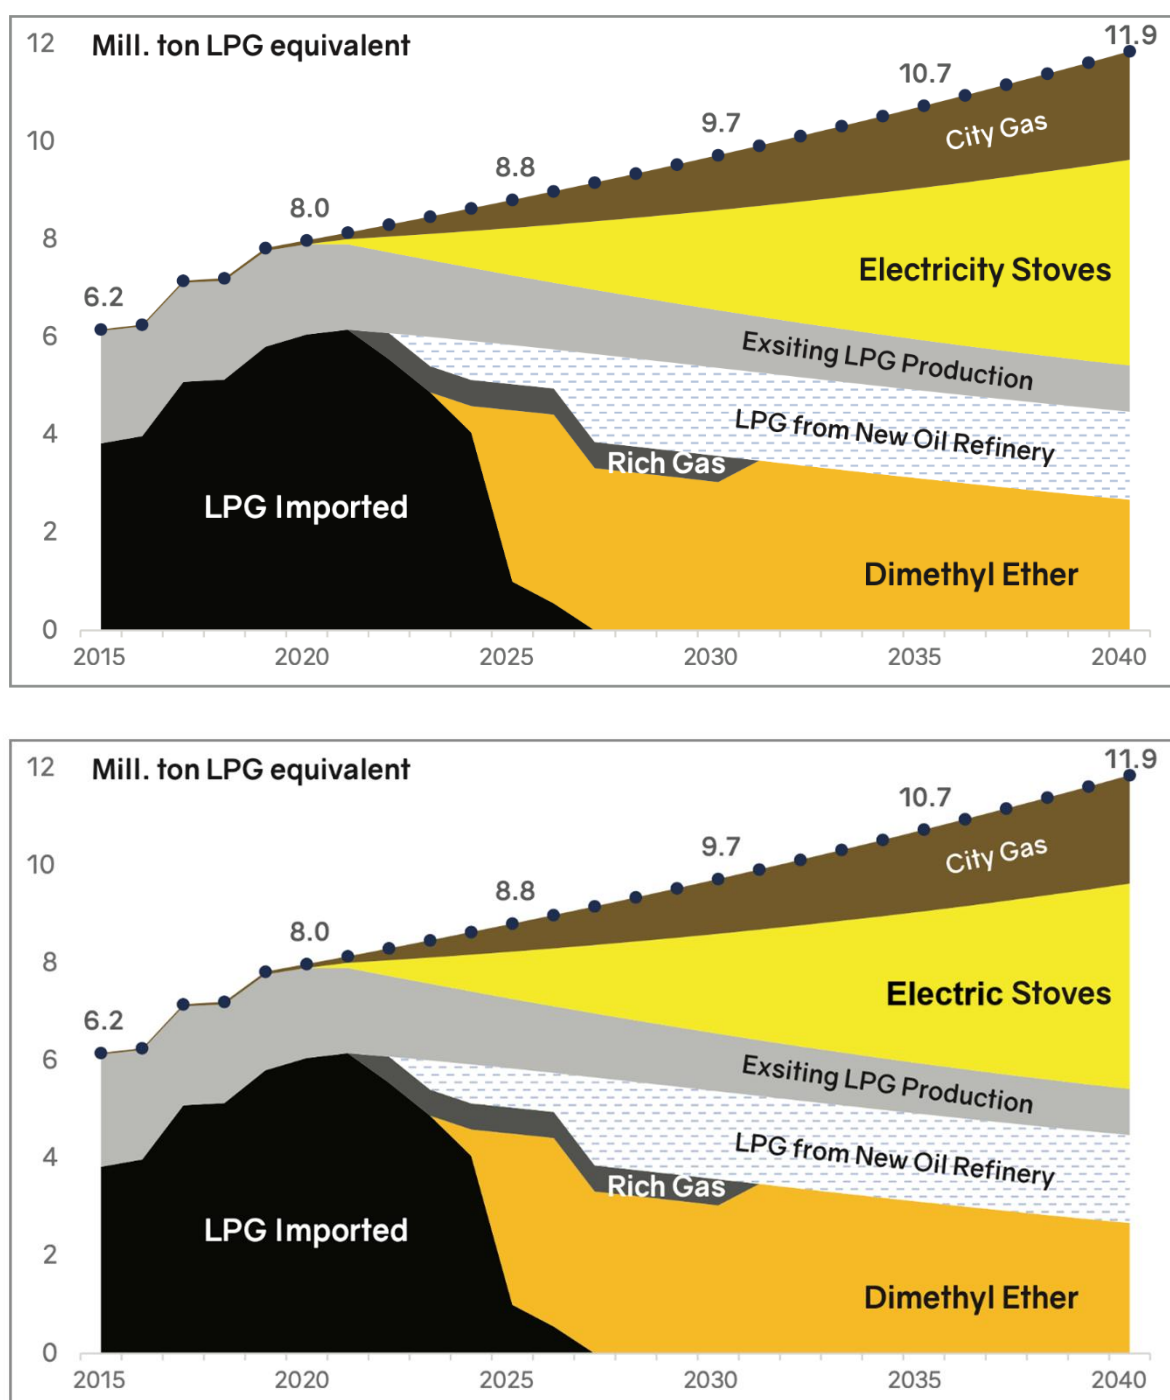 12
Mill. ton LPG equivalent
11.9
10.7
City Gas
10
9.7
8.8
8.0
8
Electricity Stoves
6.2
6
Exsiting LPG Production
LPG from New Oil Refinery
4
Rich Gas
LPG Imported
2
Dimethyl Ether
0
2015 2020 2025 2030 2035 2040
12
Mill. ton LPG equivalent
11.9
10.7
City Gas
10
9.7
8.8
8.0
8
Electric Stoves
6.2
6
Exsiting LPG Production
LPG from New Oil Refinery
4
Rich Gas
LPG Imported
2
Dimethyl Ether
0
2015 2020 2025 2030 2035 2040